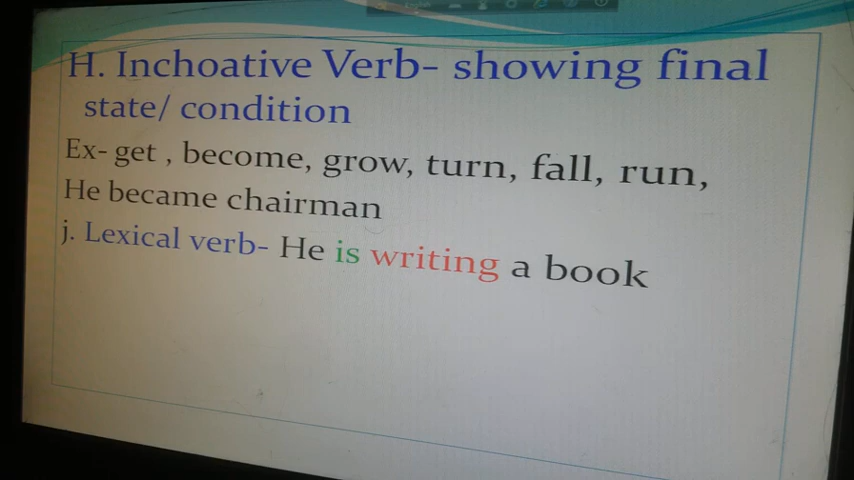 H. Inchoative Verb- showing final
state/ condition
Ex- get , become, grow, turn, fall, run,
He became chairman
j. Lexical verb- He is writing a book